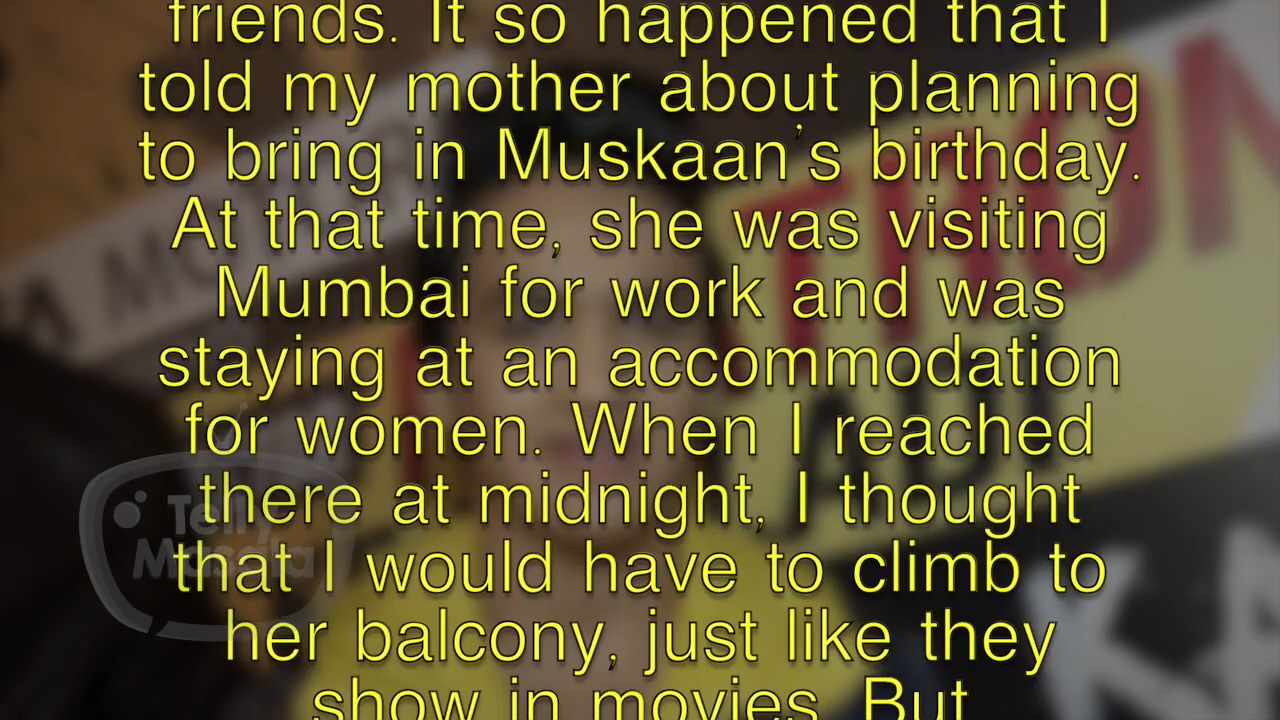 friends. It so happened that I
told my mother about planning
to bring in Muskaan's birthday.
At that time, she was visiting
Mumbai for work and was
staying at an accommodation
for women. When I reached
there at midnight, I thought
that I would have to climb to
her balcony, just like they
show in movies. But
Telly
Masala